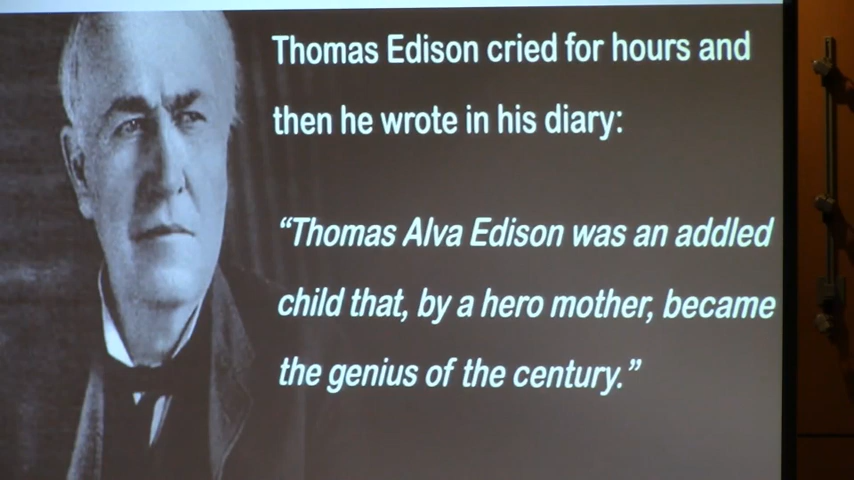 Thomas Edison cried for hours and
then he wrote in his diary:
“Thomas Alva Edison was an addled
child that, by a hero mother, became
the genius of the century.”